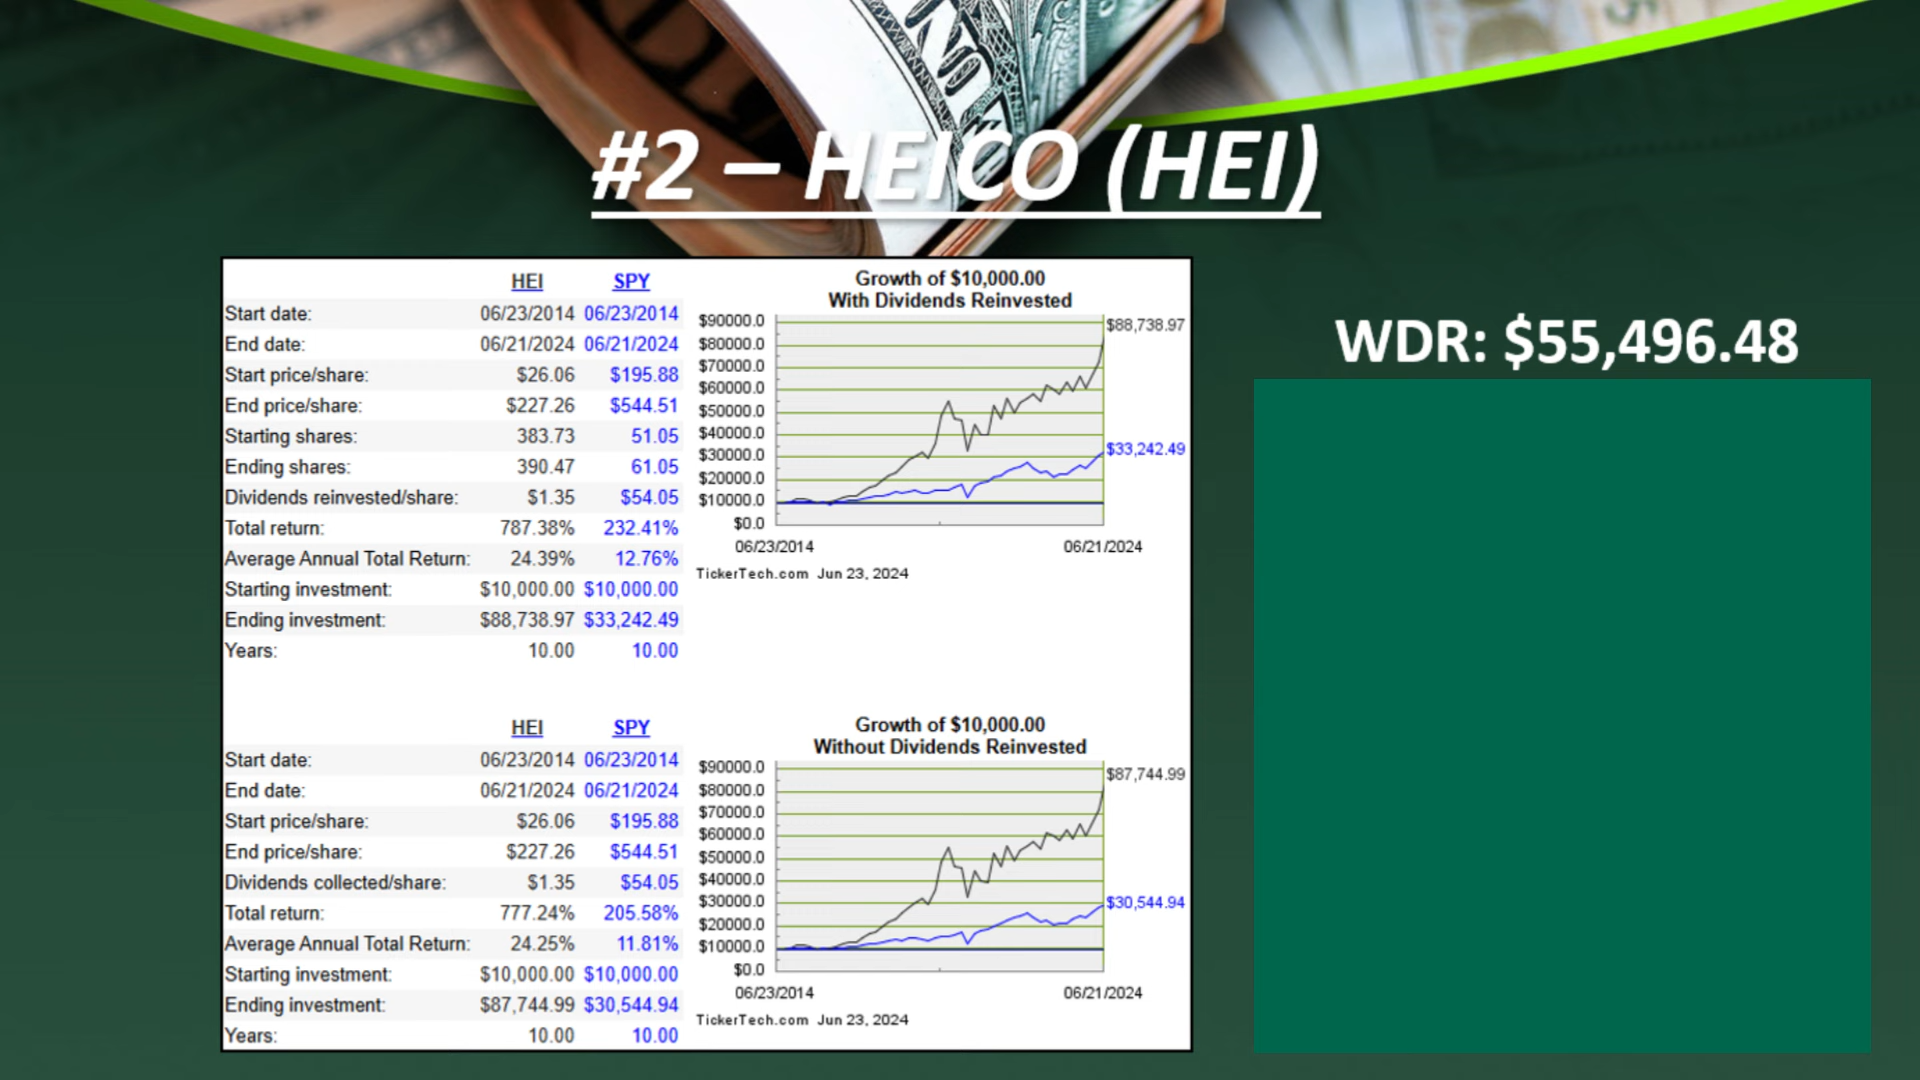 #2 – HEICO (HEI)
HEI SPY
Start date: 06/23/2014 06/23/2014
End date: 06/21/2024 06/21/2024
Start price/share: $26.06 $195.88
End price/share: $227.26 $544.51
Starting shares: 383.73 51.05
Ending shares: 390.47 61.05
Dividends reinvested/share: $1.35 $54.05
Total return: 787.38% 232.41%
Average Annual Total Return: 24.39% 12.76%
Starting investment: $10,000.00 $10,000.00
Ending investment: $88,738.97 $33,242.49
Years: 10.00 10.00
Growth of $10,000.00
With Dividends Reinvested
$90000.0
$80000.0
$70000.0
$60000.0
$50000.0
$40000.0
$30000.0
$20000.0
$10000.0
$0.0
$88,738.97
$33,242.49
06/23/2014 06/21/2024
TickerTech.com Jun 23, 2024
HEI SPY
Start date: 06/23/2014 06/23/2014
End date: 06/21/2024 06/21/2024
Start price/share: $26.06 $195.88
End price/share: $227.26 $544.51
Dividends collected/share: $1.35 $54.05
Total return: 777.24% 205.58%
Average Annual Total Return: 24.25% 11.81%
Starting investment: $10,000.00 $10,000.00
Ending investment: $87,744.99 $30,544.94
Years: 10.00 10.00
Growth of $10,000.00
Without Dividends Reinvested
$90000.0
$80000.0
$70000.0
$60000.0
$50000.0
$40000.0
$30000.0
$20000.0
$10000.0
$0.0
$87,744.99
$30,544.94
06/23/2014 06/21/2024
TickerTech.com Jun 23, 2024
WDR: $55,496.48